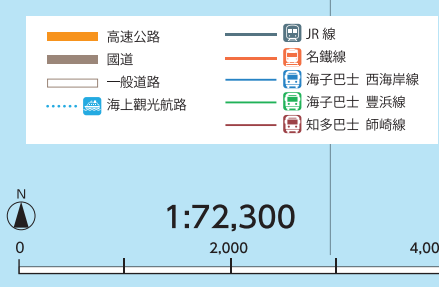 高速公路
國道
一般道路
海上觀光航路
JR 線
名鐵線
海子巴士 西海岸線
海子巴士 豐浜線
知多巴士 師崎線
N
1:72,300
0 2,000 4,00